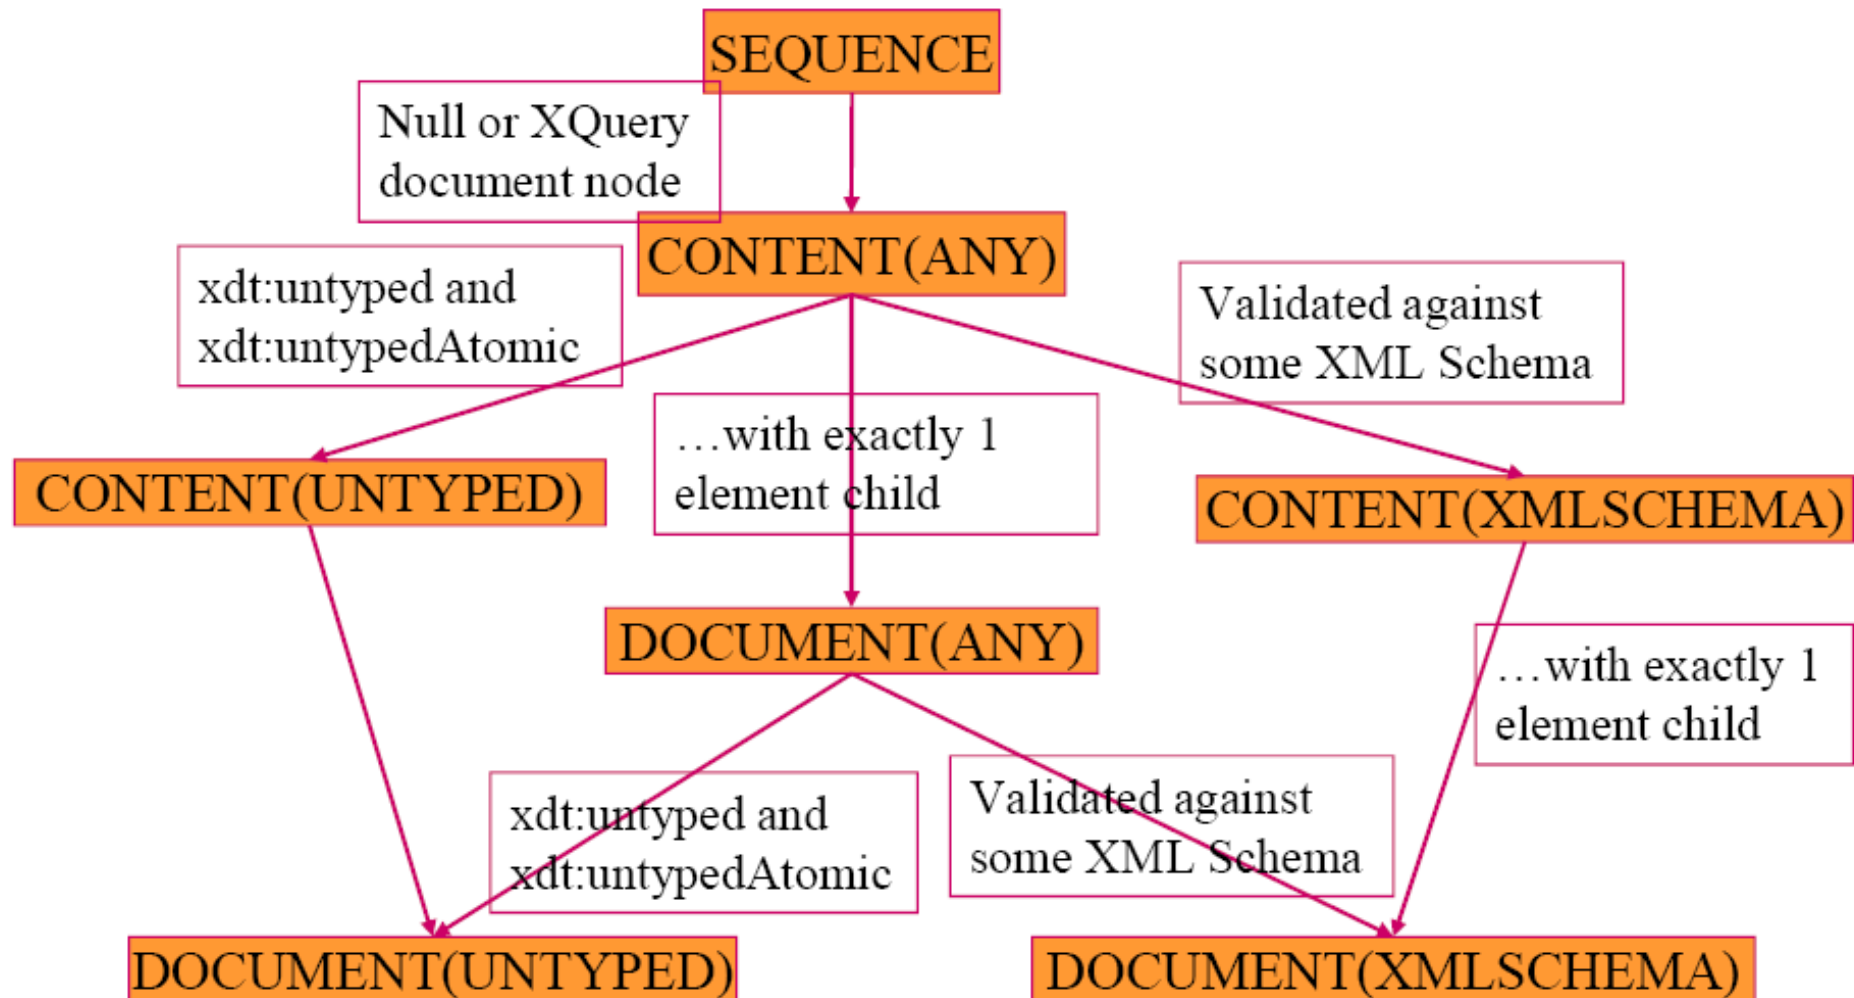 SEQUENCE
Null or XQuery
document node
CONTENT(ANY)
xdt:untyped and
xdt:untypedAtomic
Validated against
some XML Schema
…with exactly 1
element child
CONTENT(UNTYPED)
CONTENT(XMLSCHEMA)
DOCUMENT(ANY)
…with exactly 1
element child
xdt:untyped and
xdt:untypedAtomic
Validated against
some XML Schema
DOCUMENT(UNTYPED)
DOCUMENT(XMLSCHEMA)